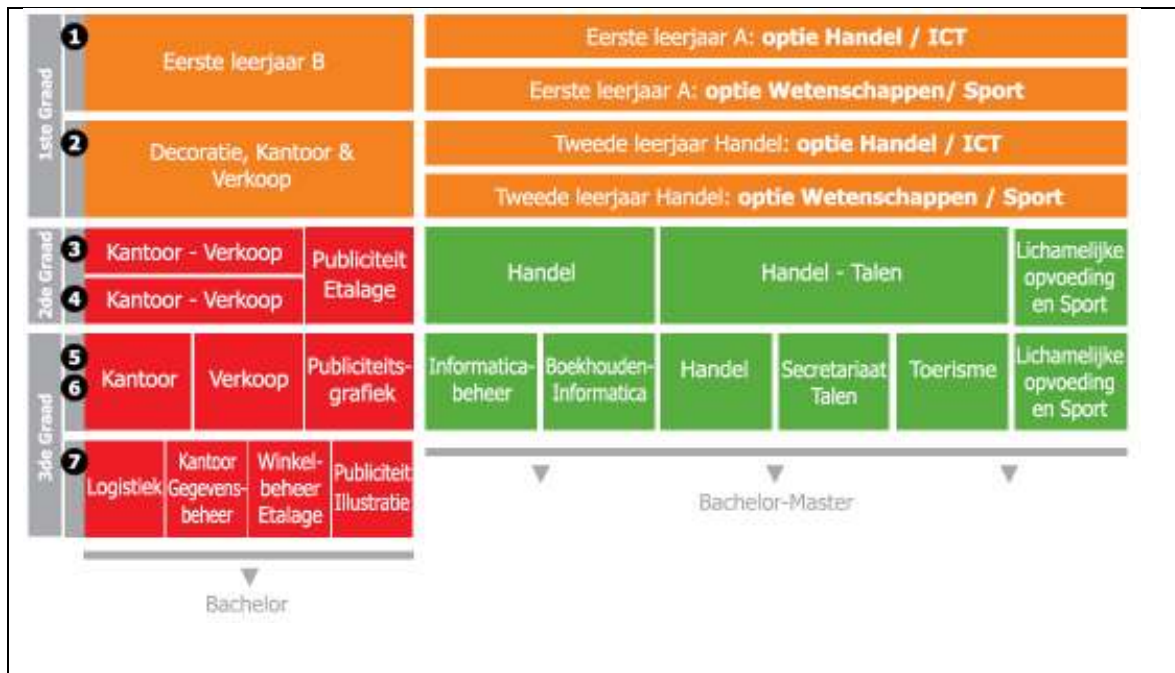 1ste Graad
1
Eerste leerjaar B
Eerste leerjaar A: optie Handel / ICT
Eerste leerjaar A: optie Wetenschappen/ Sport
2
Decoratie, Kantoor &
Verkoop
Tweede leerjaar Handel: optie Handel / ICT
Tweede leerjaar Handel: optie Wetenschappen / Sport
2de Graad
3
Kantoor - Verkoop
4
Kantoor - Verkoop
Publiciteit
Etalage
Handel
Handel - Talen
Lichamelijke
opvoeding
en Sport
3de Graad
5
6
Kantoor
Verkoop
Publiciteits-
grafiek
Informatica-
beheer
Boekhouden-
Informatica
Handel
Secretariaat
Talen
Toerisme
Lichamelijke
opvoeding
en Sport
7
Logistiek
Kantoor
Gegevens-
beheer
Winkel-
beheer
Etalage
Publiciteit
Illustratie
Bachelor-Master
Bachelor